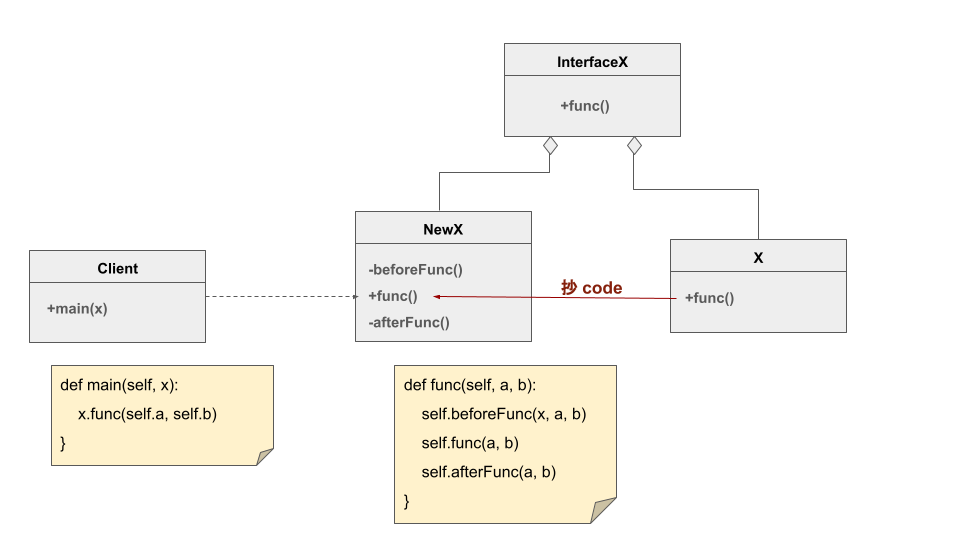 InterfaceX
+func()
NewX
-beforeFunc()
+func()
-afterFunc()
Client
+main(x)
X
+func()
抄 code
def main(self, x):
x.func(self.a, self.b)
}
def func(self, a, b):
self.beforeFunc(x, a, b)
self.func(a, b)
self.afterFunc(a, b)
}